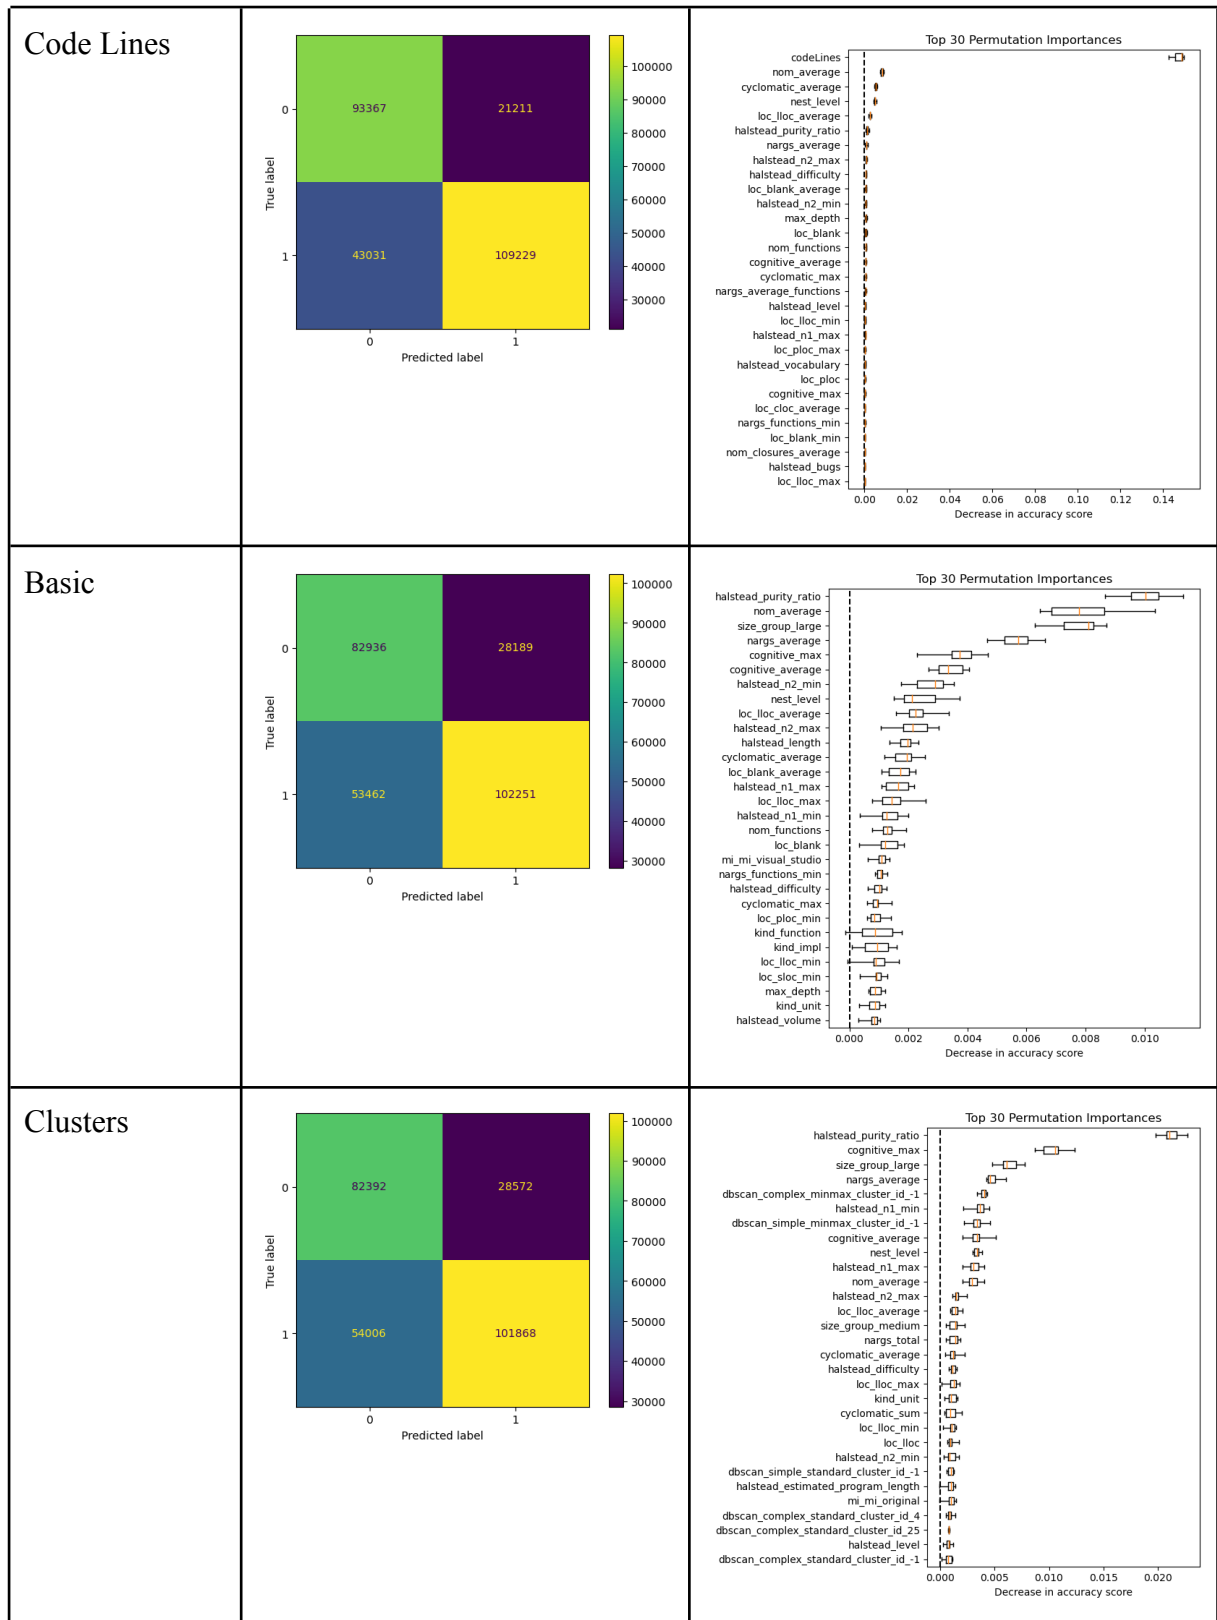 Code Lines
93367
21211
43031
109229
0
1
0
1
True label
Predicted label
100000
90000
80000
70000
60000
50000
40000
30000
Top 30 Permutation Importances
codeLines
nom_average
cyclomatic_average
nest_level
loc_lloc_average
halstead_purity_ratio
nargs_average
halstead_n2_max
halstead_difficulty
loc_blank_average
halstead_n2_min
max_depth
loc_blank
nom_functions
cognitive_average
cyclomatic_max
nargs_average_functions
halstead_level
loc_lloc_min
halstead_n1_max
loc_ploc_max
halstead_vocabulary
loc_ploc
cognitive_max
loc_cloc_average
nargs_functions_min
loc_blank_min
nom_closures_average
halstead_bugs
loc_lloc_max
0.00 0.02 0.04 0.06 0.08 0.10 0.12 0.14
Decrease in accuracy score
Basic
82936
28189
53462
102251
0
1
0
1
True label
Predicted label
100000
90000
80000
70000
60000
50000
40000
30000
Top 30 Permutation Importances
halstead_purity_ratio
nom_average
size_group_large
nargs_average
cognitive_max
cognitive_average
halstead_n2_min
nest_level
loc_lloc_average
halstead_n2_max
halstead_length
cyclomatic_average
loc_blank_average
halstead_n1_max
loc_lloc_max
halstead_n1_min
nom_functions
loc_blank
mi_mi_visual_studio
nargs_functions_min
halstead_difficulty
cyclomatic_max
loc_ploc_min
kind_function
kind_impl
loc_lloc_min
loc_sloc_min
max_depth
kind_unit
halstead_volume
0.000 0.002 0.004 0.006 0.008 0.010
Decrease in accuracy score
Clusters
82392
28572
54006
101868
0
1
0
1
True label
Predicted label
100000
90000
80000
70000
60000
50000
40000
30000
Top 30 Permutation Importances
halstead_purity_ratio
cognitive_max
size_group_large
nargs_average
dbscan_complex_minmax_cluster_id_-1
halstead_n1_min
dbscan_simple_minmax_cluster_id_-1
cognitive_average
nest_level
halstead_n1_max
nom_average
halstead_n2_max
loc_lloc_average
size_group_medium
nargs_total
cyclomatic_average
halstead_difficulty
loc_lloc_max
kind_unit
cyclomatic_sum
loc_lloc_min
loc_lloc
halstead_n2_min
dbscan_simple_standard_cluster_id_-1
halstead_estimated_program_length
mi_mi_original
dbscan_complex_standard_cluster_id_4
dbscan_complex_standard_cluster_id_25
halstead_level
dbscan_complex_standard_cluster_id_-1
0.000 0.005 0.010 0.015 0.020
Decrease in accuracy score